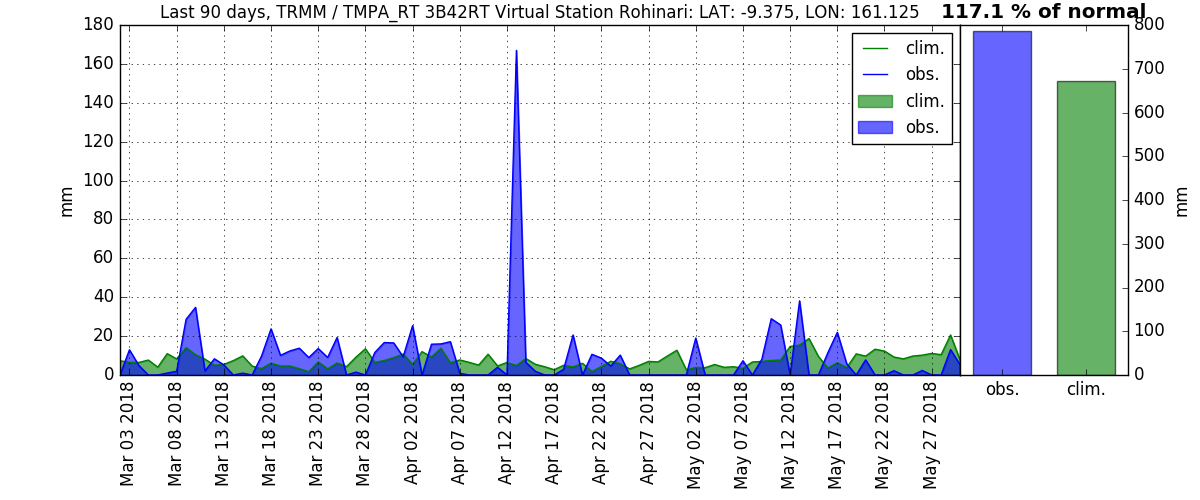 Last 90 days, TRMM / TMPA_RT 3B42RT Virtual Station Rohinari: LAT: -9.375, LON: 161.125
117.1 % of normal
180
160
140
120
100
80
60
40
20
0
mm
clim.
obs.
clim.
obs.
800
700
600
500
400
300
200
100
0
mm
obs.
clim.
Mar 03 2018
Mar 08 2018
Mar 13 2018
Mar 18 2018
Mar 23 2018
Mar 28 2018
Apr 02 2018
Apr 07 2018
Apr 12 2018
Apr 17 2018
Apr 22 2018
Apr 27 2018
May 02 2018
May 07 2018
May 12 2018
May 17 2018
May 22 2018
May 27 2018